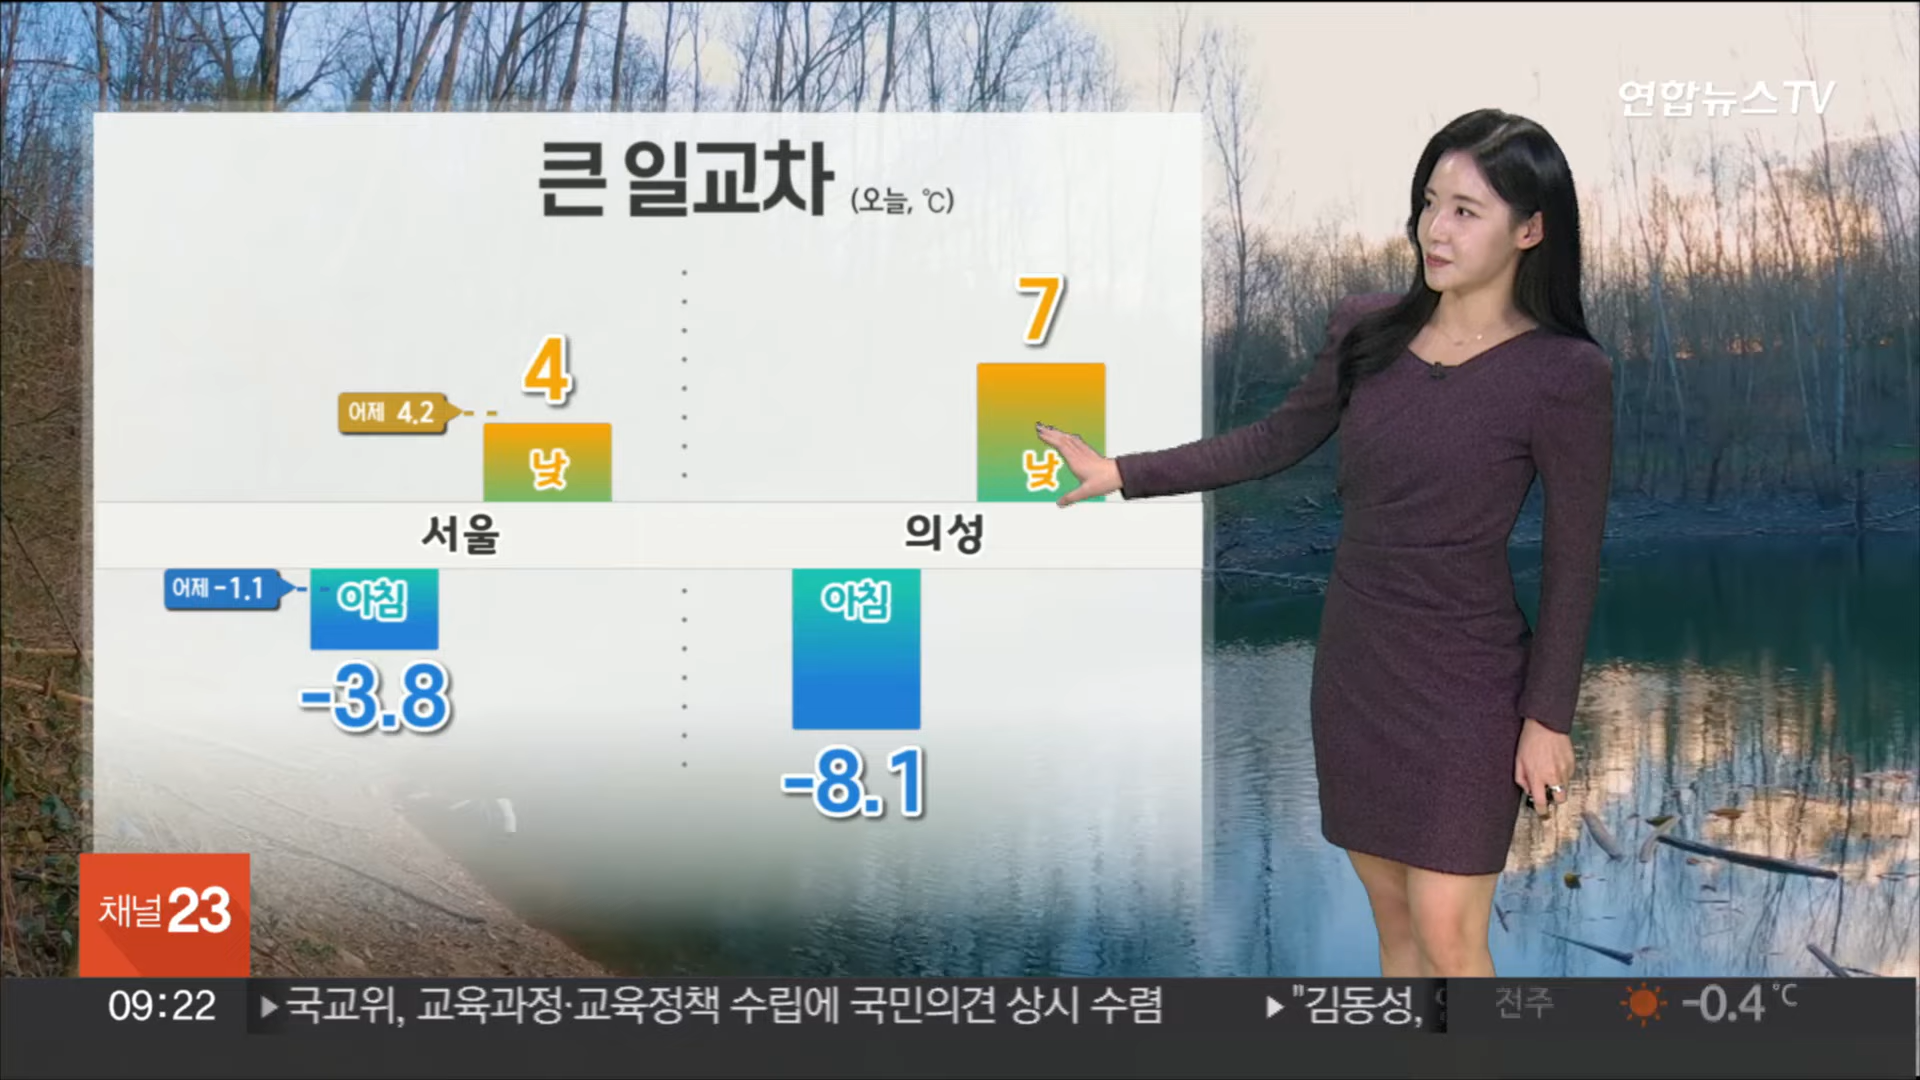 연합뉴스TV
큰 일교차 (오늘, ℃)
4
7
어제 4.2
낮
낮
서울
의성
어제 -1.1
아침
아침
-3.8
-8.1
채널 23
09:22
▶국교위, 교육과정·교육정책 수립에 국민의견 상시 수렴
▶"김동성,
전주
-0.4℃